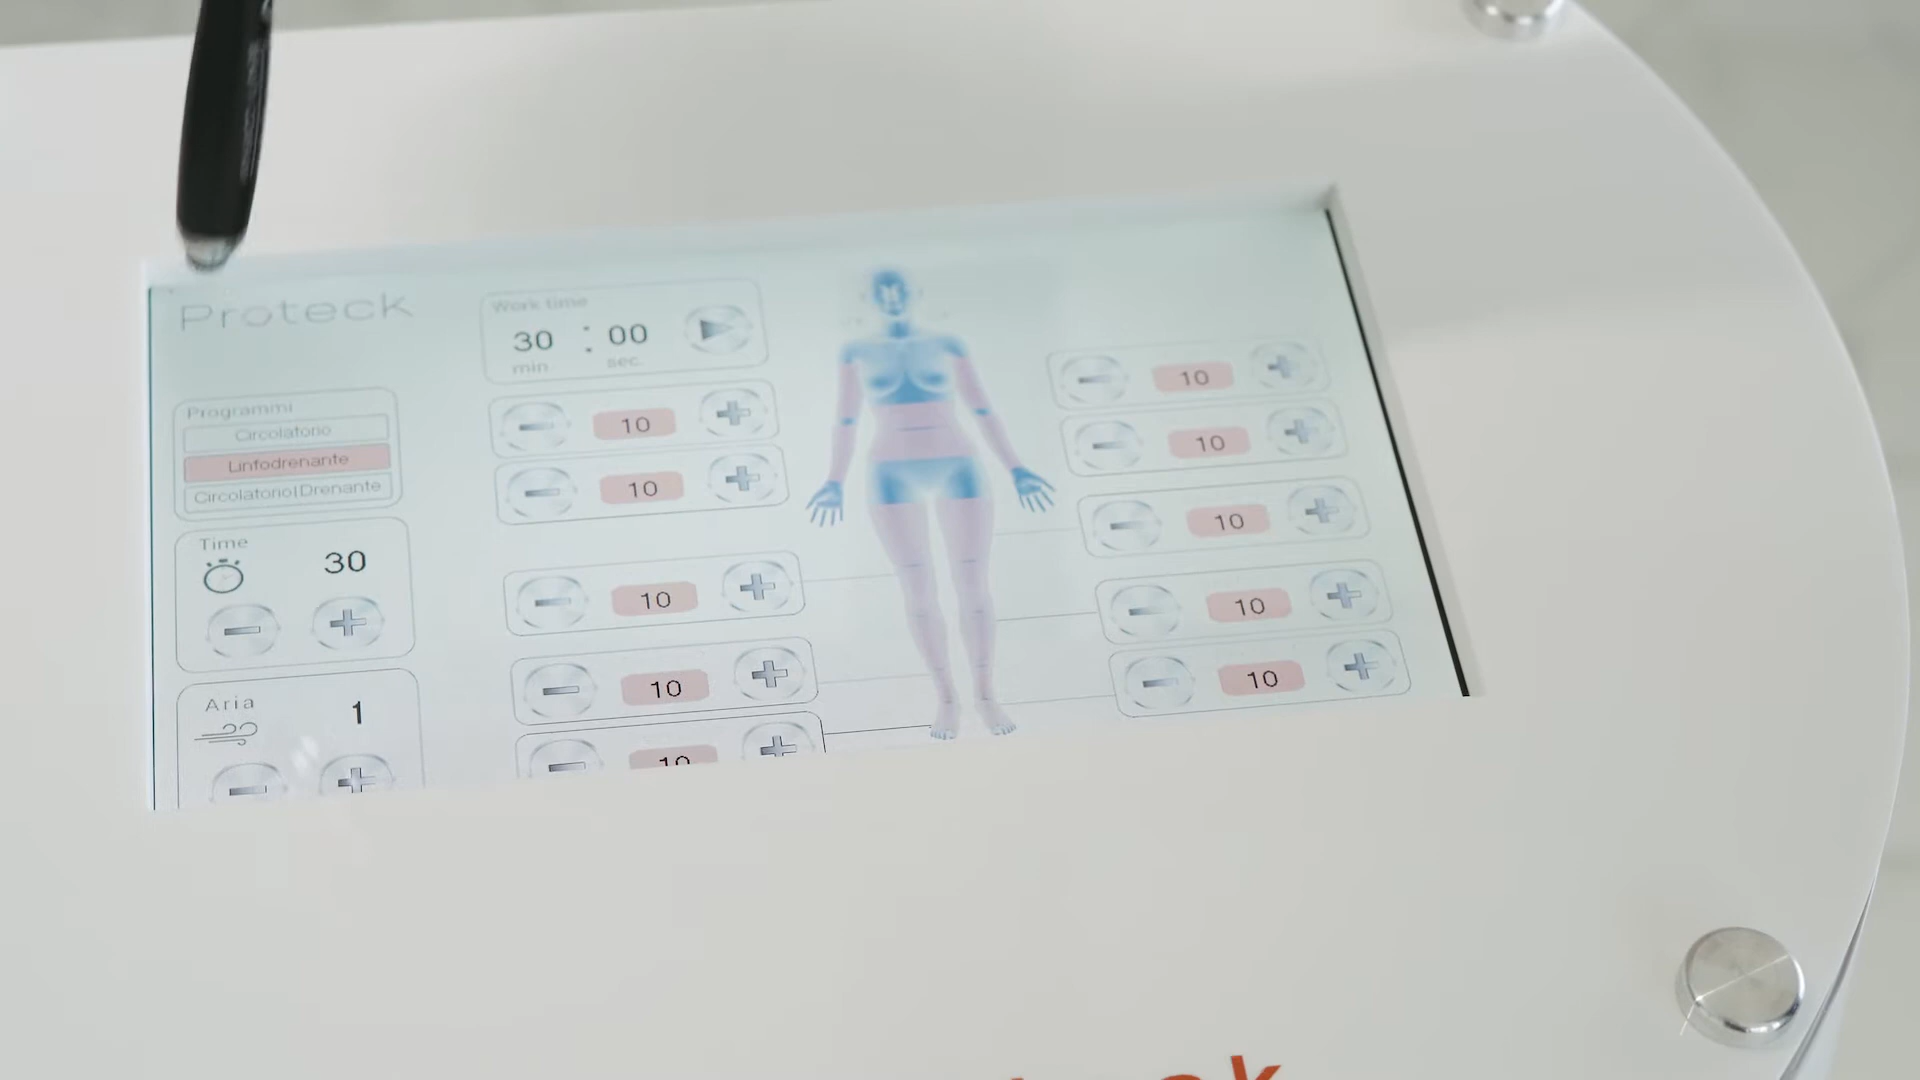 Proteck
Programmi
Circolatorio
Linfodrenante
Circolatorio|Drenante
Time
30
Aria
1
Work time
30 : 00
min sec.
10
10
10
10
10
10
10
10
10
10